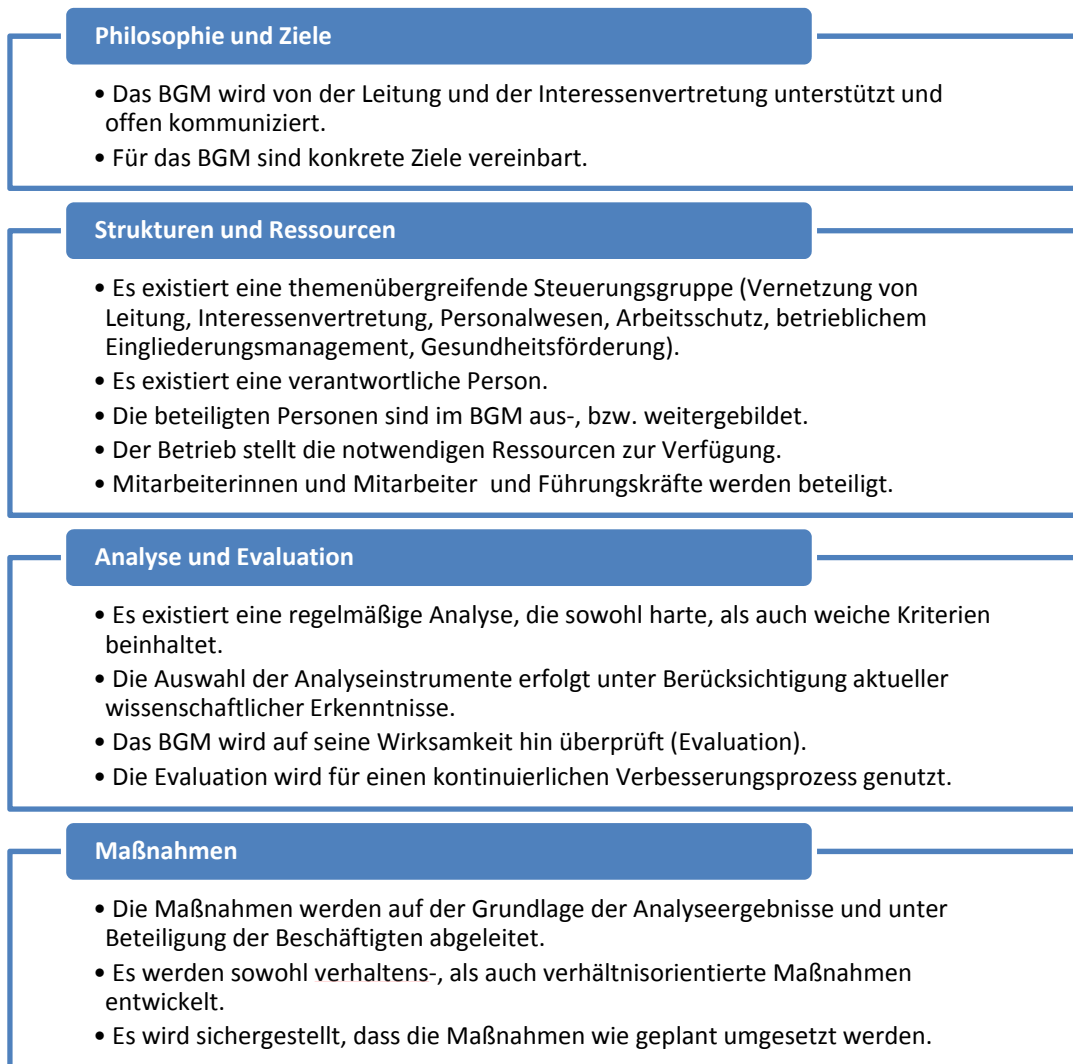 Philosophie und Ziele
• Das BGM wird von der Leitung und der Interessenvertretung unterstützt und
offen kommuniziert.
• Für das BGM sind konkrete Ziele vereinbart.
Strukturen und Ressourcen
• Es existiert eine themenübergreifende Steuerungsgruppe (Vernetzung von
Leitung, Interessenvertretung, Personalwesen, Arbeitsschutz, betrieblichem
Eingliederungsmanagement, Gesundheitsförderung).
• Es existiert eine verantwortliche Person.
• Die beteiligten Personen sind im BGM aus-, bzw. weitergebildet.
• Der Betrieb stellt die notwendigen Ressourcen zur Verfügung.
• Mitarbeiterinnen und Mitarbeiter  und Führungskräfte werden beteiligt.
Analyse und Evaluation
• Es existiert eine regelmäßige Analyse, die sowohl harte, als auch weiche Kriterien
beinhaltet.
• Die Auswahl der Analyseinstrumente erfolgt unter Berücksichtigung aktueller
wissenschaftlicher Erkenntnisse.
• Das BGM wird auf seine Wirksamkeit hin überprüft (Evaluation).
• Die Evaluation wird für einen kontinuierlichen Verbesserungsprozess genutzt.
Maßnahmen
• Die Maßnahmen werden auf der Grundlage der Analyseergebnisse und unter
Beteiligung der Beschäftigten abgeleitet.
• Es werden sowohl verhaltens-, als auch verhältnisorientierte Maßnahmen
entwickelt.
• Es wird sichergestellt, dass die Maßnahmen wie geplant umgesetzt werden.